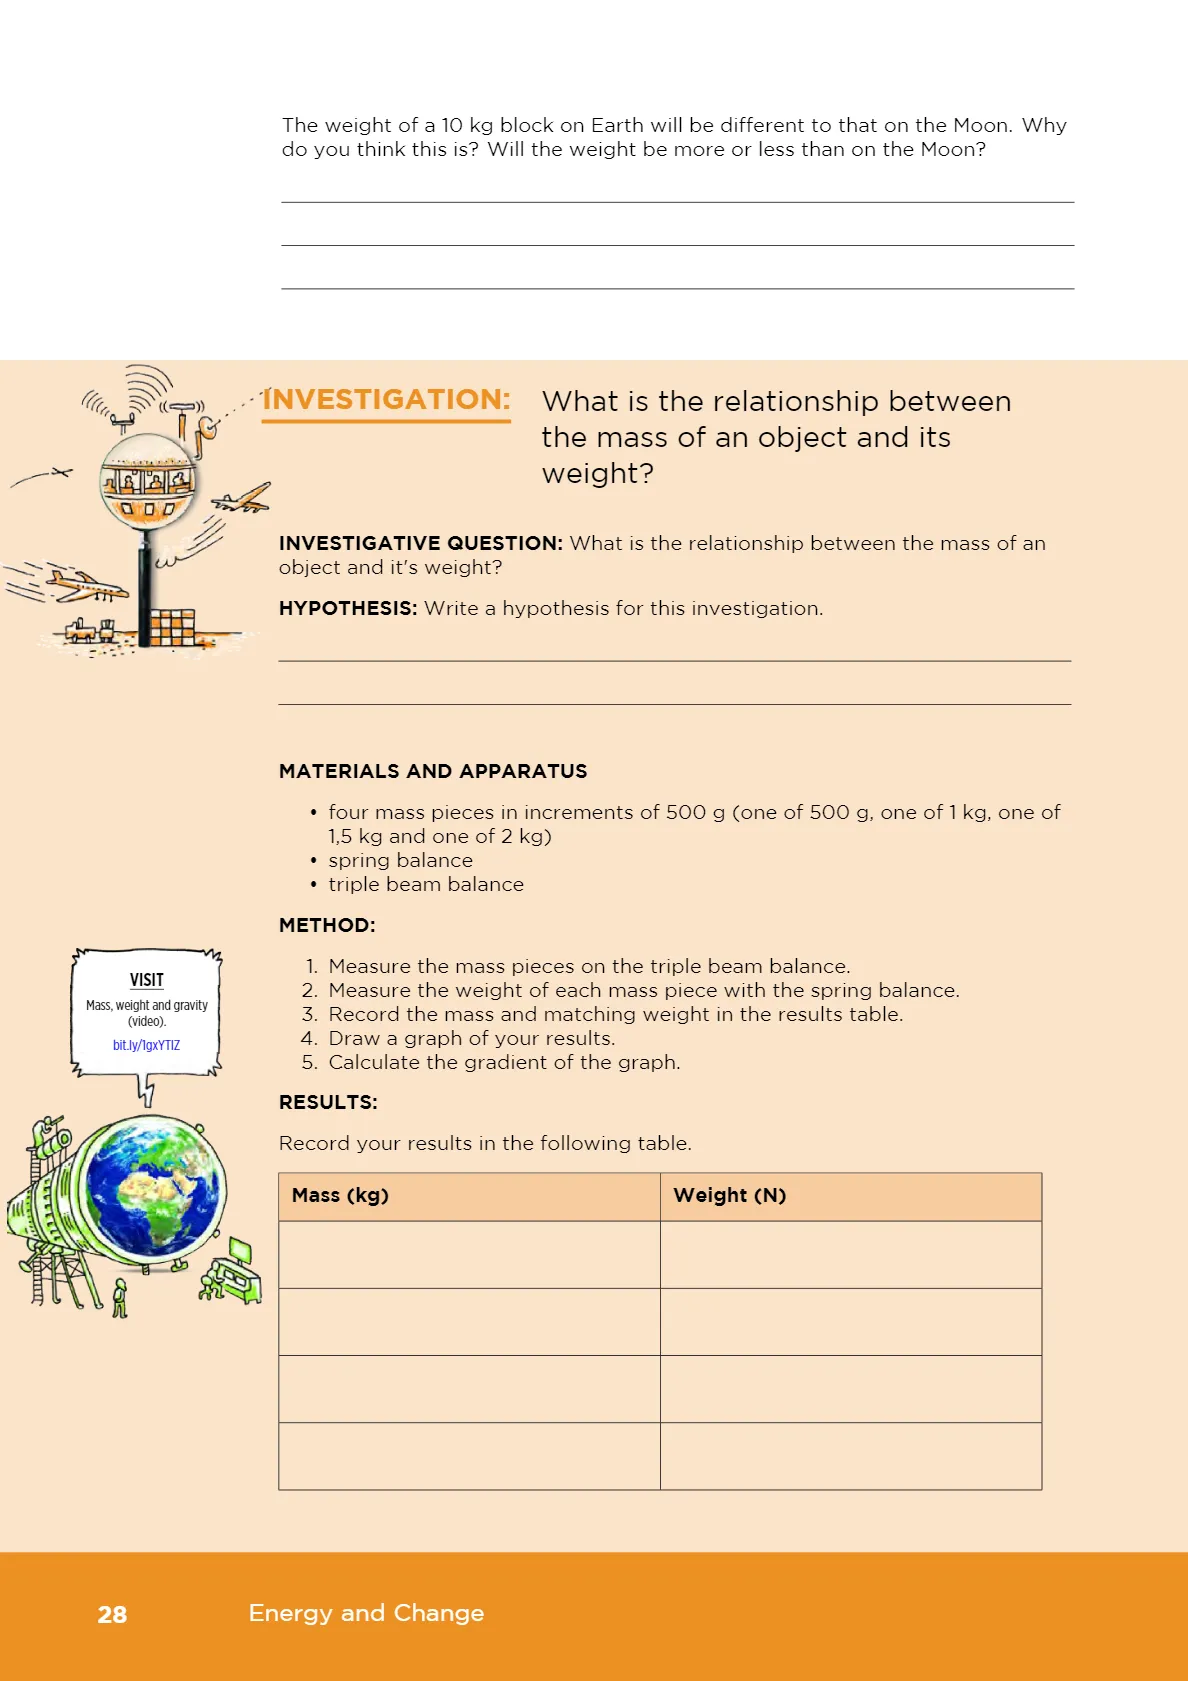 The weight of a 10 kg block on Earth will be different to that on the Moon. Why
do you think this is? Will the weight be more or less than on the Moon?
INVESTIGATION:
What is the relationship between
the mass of an object and its
weight?
INVESTIGATIVE QUESTION: What is the relationship between the mass of an
object and it's weight?
HYPOTHESIS: Write a hypothesis for this investigation.
MATERIALS AND APPARATUS
• four mass pieces in increments of 500 g (one of 500 g, one of 1 kg, one of
1,5 kg and one of 2 kg)
• spring balance
• triple beam balance
METHOD:
1. Measure the mass pieces on the triple beam balance.
2. Measure the weight of each mass piece with the spring balance.
3. Record the mass and matching weight in the results table.
4. Draw a graph of your results.
5. Calculate the gradient of the graph.
VISIT
Mass, weight and gravity
(video).
bit.ly/1gxYTIZ
RESULTS:
Record your results in the following table.
Mass (kg)
Weight (N)
28
Energy and Change